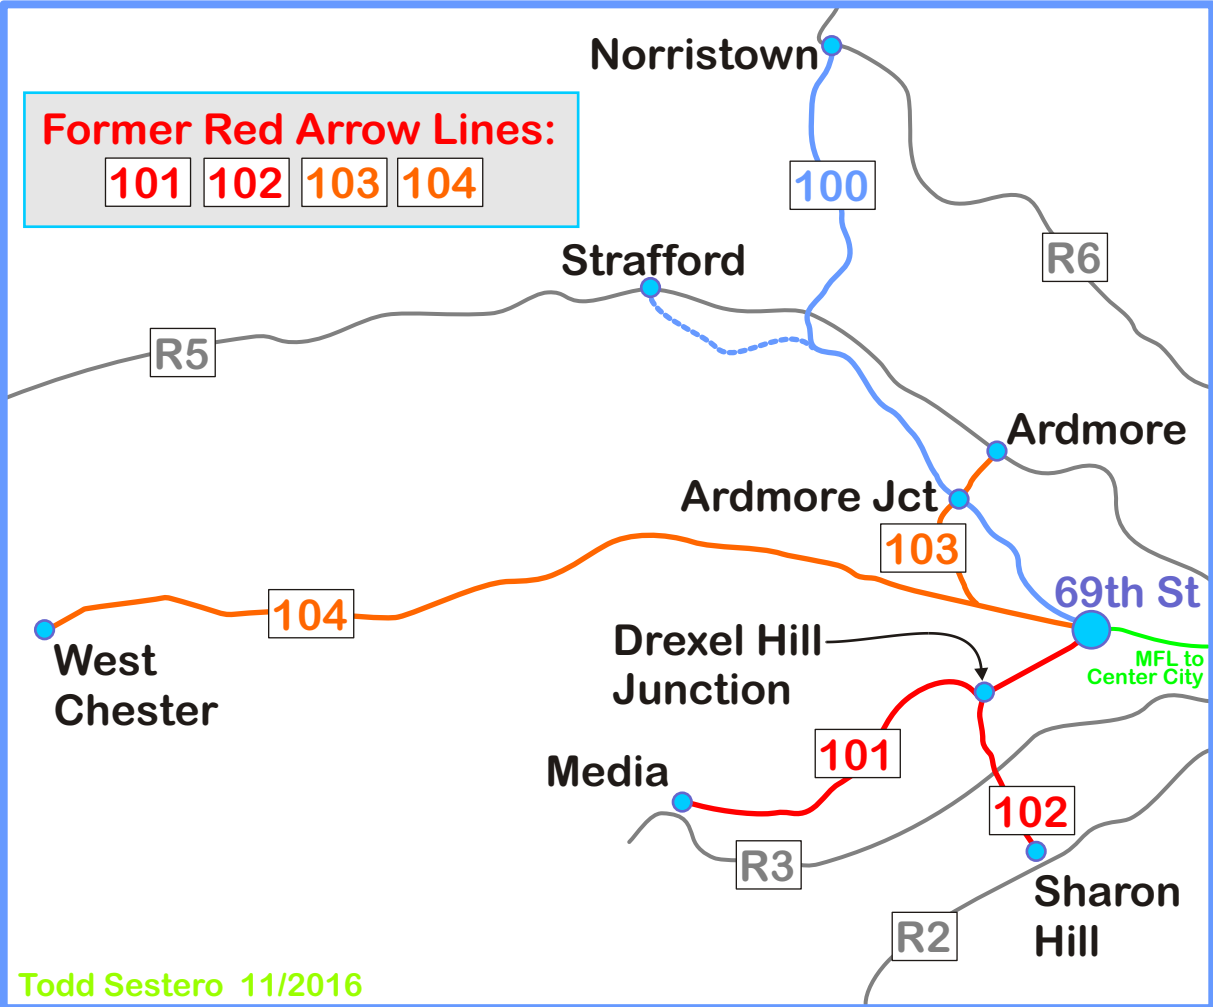 Norristown
Former Red Arrow Lines:
101 102 103 104
100
R6
Strafford
R5
Ardmore
Ardmore Jct
103
69th St
104
Drexel Hill
Junction
MFL to
Center City
West
Chester
101
Media
102
R3
Sharon
Hill
R2
Todd Sestero 11/2016